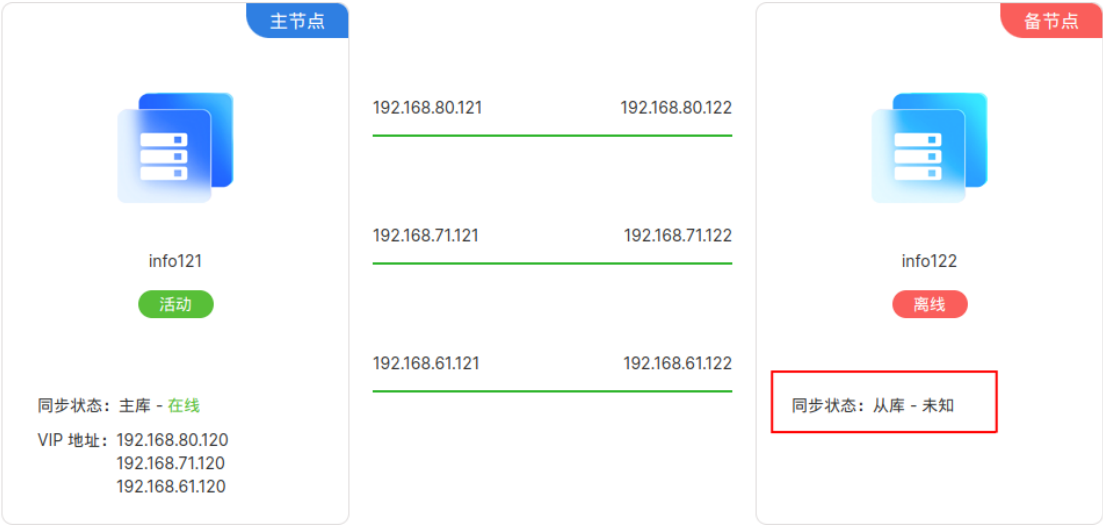 主节点
info121
活动
同步状态：主库 - 在线
VIP 地址：192.168.80.120
192.168.71.120
192.168.61.120
192.168.80.121 192.168.80.122
192.168.71.121 192.168.71.122
192.168.61.121 192.168.61.122
备节点
info122
离线
同步状态：从库 - 未知